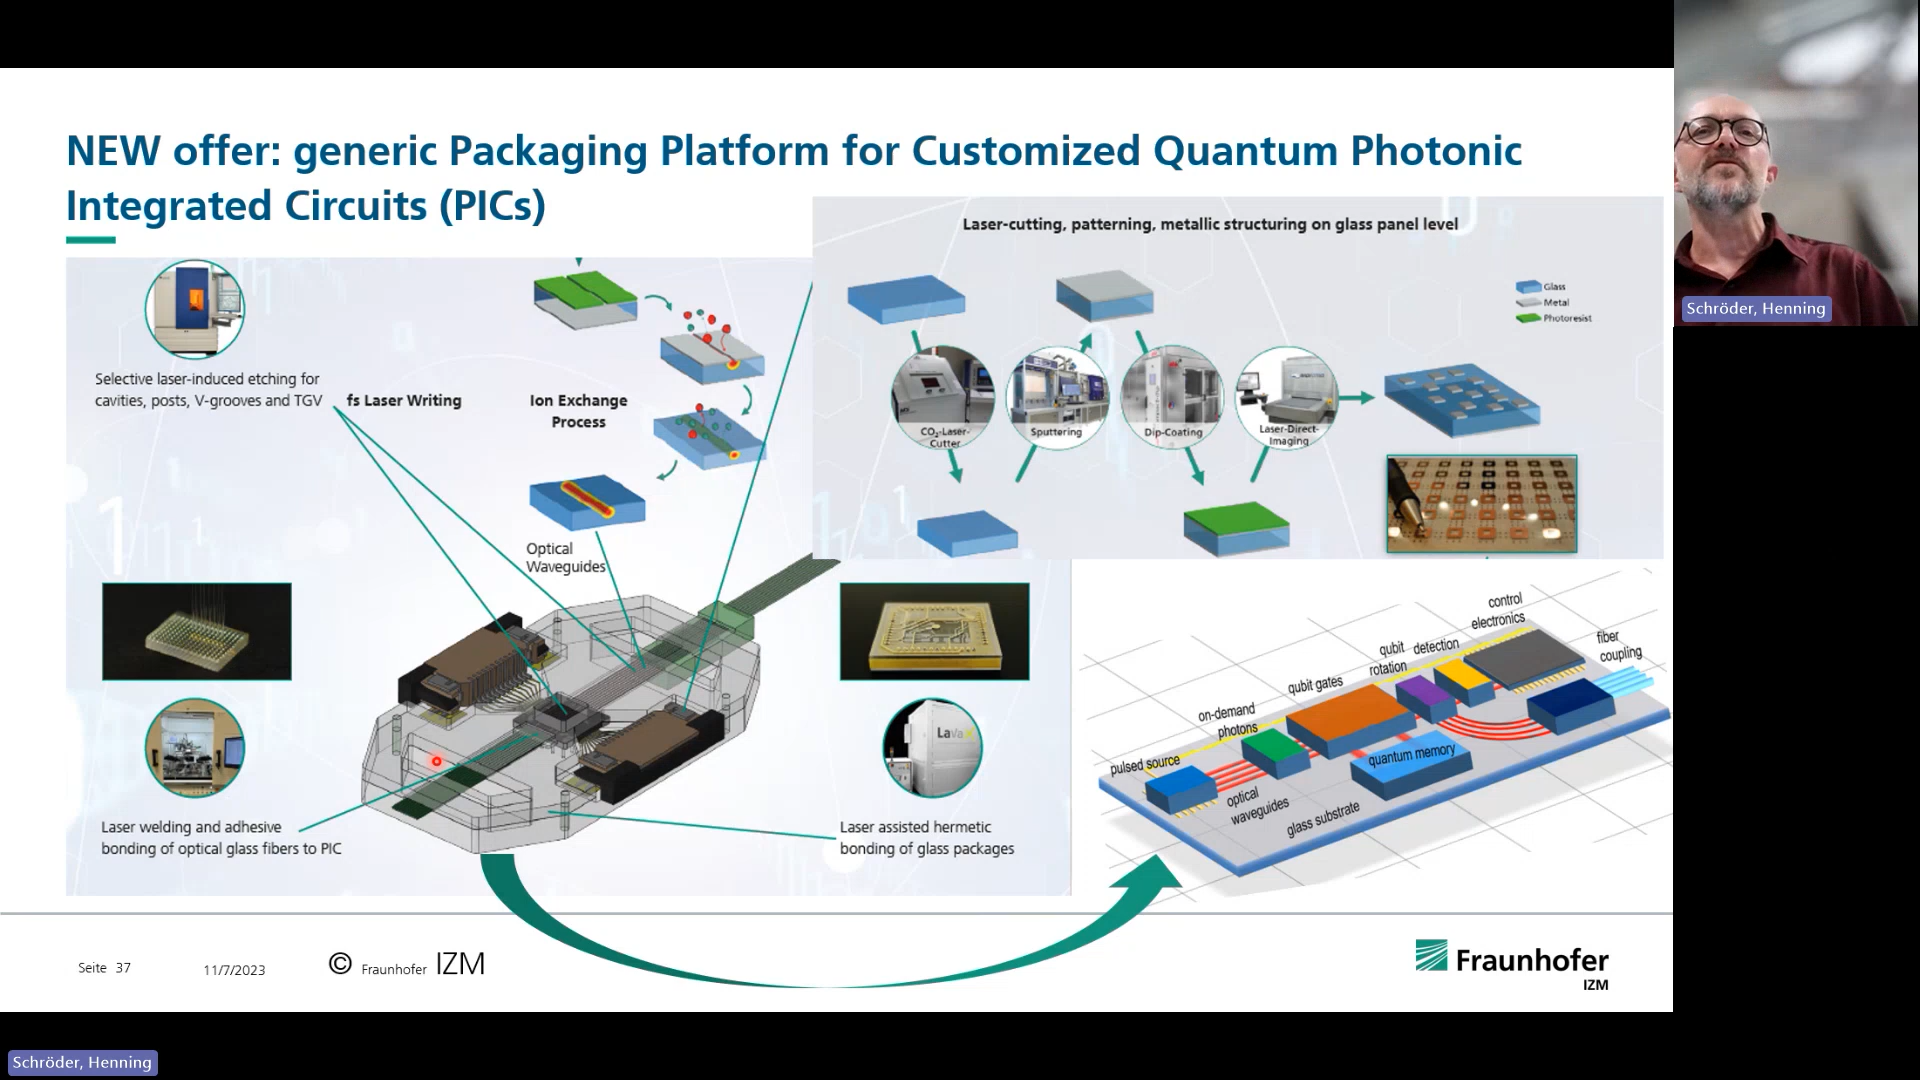 NEW offer: generic Packaging Platform for Customized Quantum Photonic
Integrated Circuits (PICs)
Laser-cutting, patterning, metallic structuring on glass panel level
Glass
Metal
Photoresist
CO₂-Laser-
Cutter
Sputtering
Dip-Coating
Laser-Direct-
Imaging
Selective laser-induced etching for
cavities, posts, V-grooves and TGV
fs Laser Writing
Ion Exchange
Process
Optical
Waveguides
Laser welding and adhesive
bonding of optical glass fibers to PIC
Lava
Laser assisted hermetic
bonding of glass packages
control
electronics
fiber
coupling
qubit
rotation
detection
qubit gates
on-demand
photons
pulsed source
quantum memory
optical
waveguides
glass substrate
Seite 37
11/7/2023
© Fraunhofer IZM
Fraunhofer
IZM
Schröder, Henning
Schröder, Henning